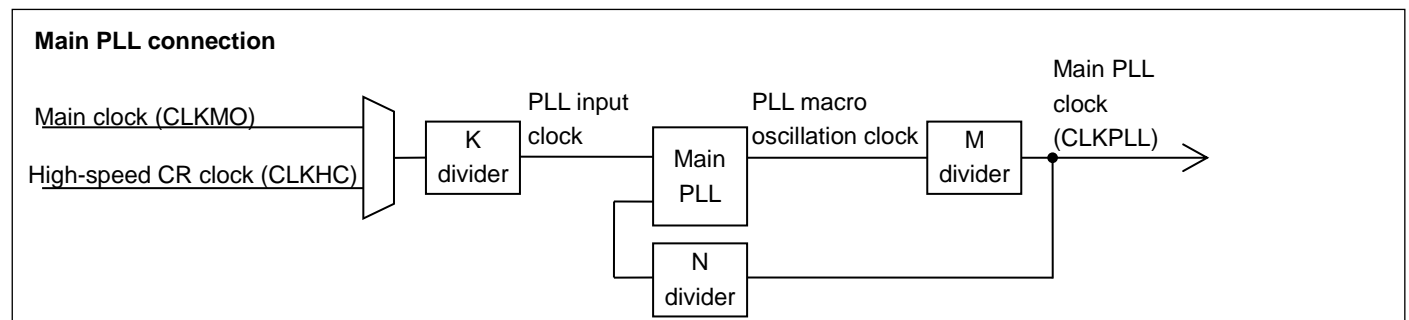 Main PLL connection
Main clock (CLKMO)
High-speed CR clock (CLKHC)
K
divider
PLL input
clock
Main
PLL
N
divider
PLL macro
oscillation clock
M
divider
Main PLL
clock
(CLKPLL)